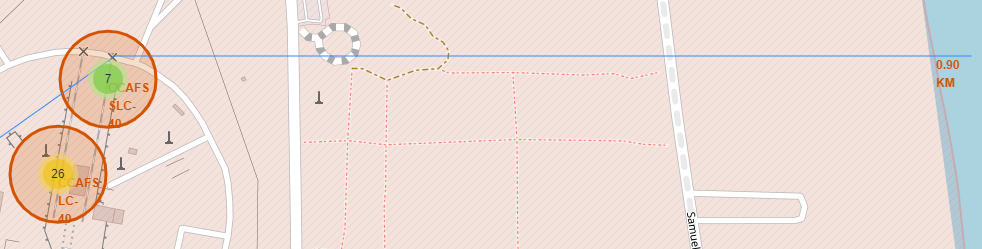 7
CCAFS
SLC-
40
26
CCAFS
LC-
40
0.90
KM
Samuel